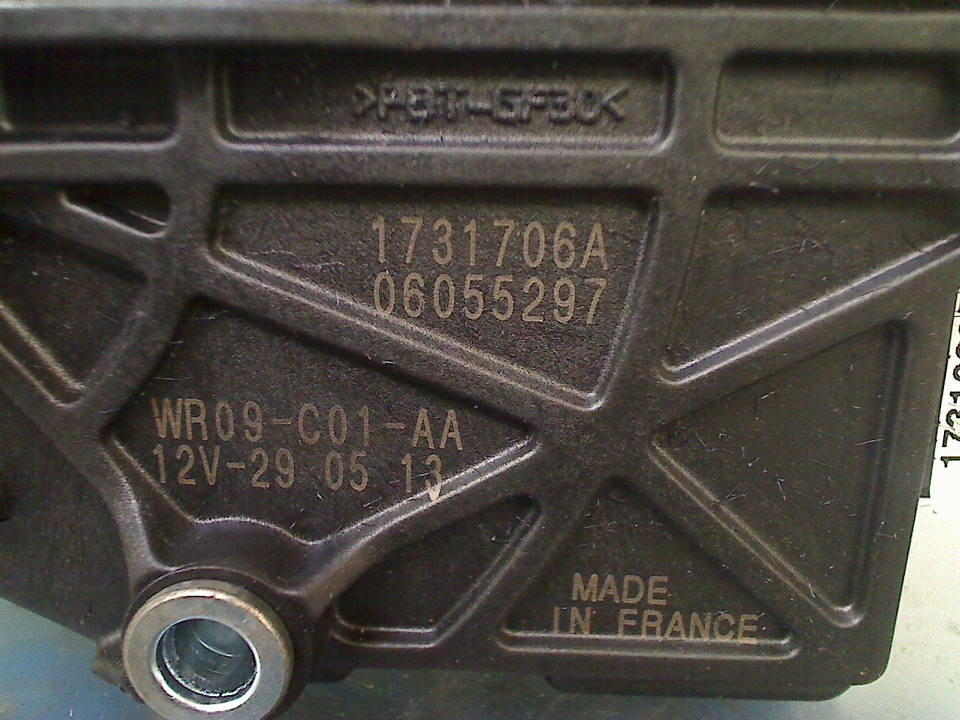 >PBT-GF30<
1731706A
06055297
WR09-C01-AA
12V-29 05 13
MADE
IN FRANCE